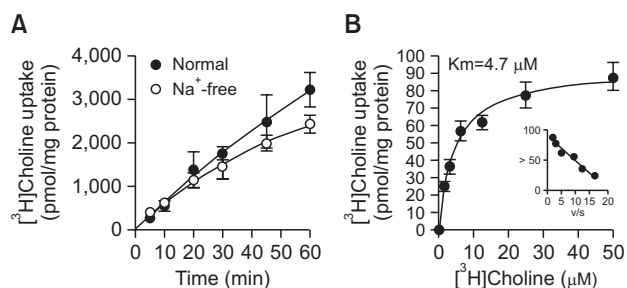 A
[³H]Choline uptake
(pmol/mg protein)
4,000
3,000
2,000
1,000
0
Normal
Na⁺-free
0 10 20 30 40 50 60
Time (min)
B
[³H]Choline uptake
(pmol/mg protein)
100
90
80
70
60
50
40
30
20
10
0
Km=4.7 μM
0 10 20 30 40 50
[³H]Choline (μM)
> 
100
50
0
0 5 10 15 20
v/s